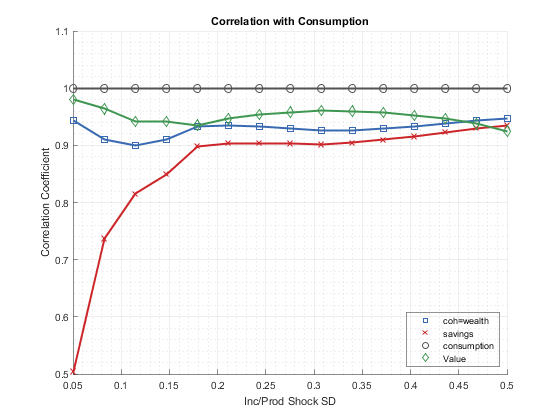 Correlation with Consumption
1.1
1
0.9
0.8
0.7
0.6
0.5
Correlation Coefficient
coh=wealth
savings
consumption
Value
0.05 0.1 0.15 0.2 0.25 0.3 0.35 0.4 0.45 0.5
Inc/Prod Shock SD